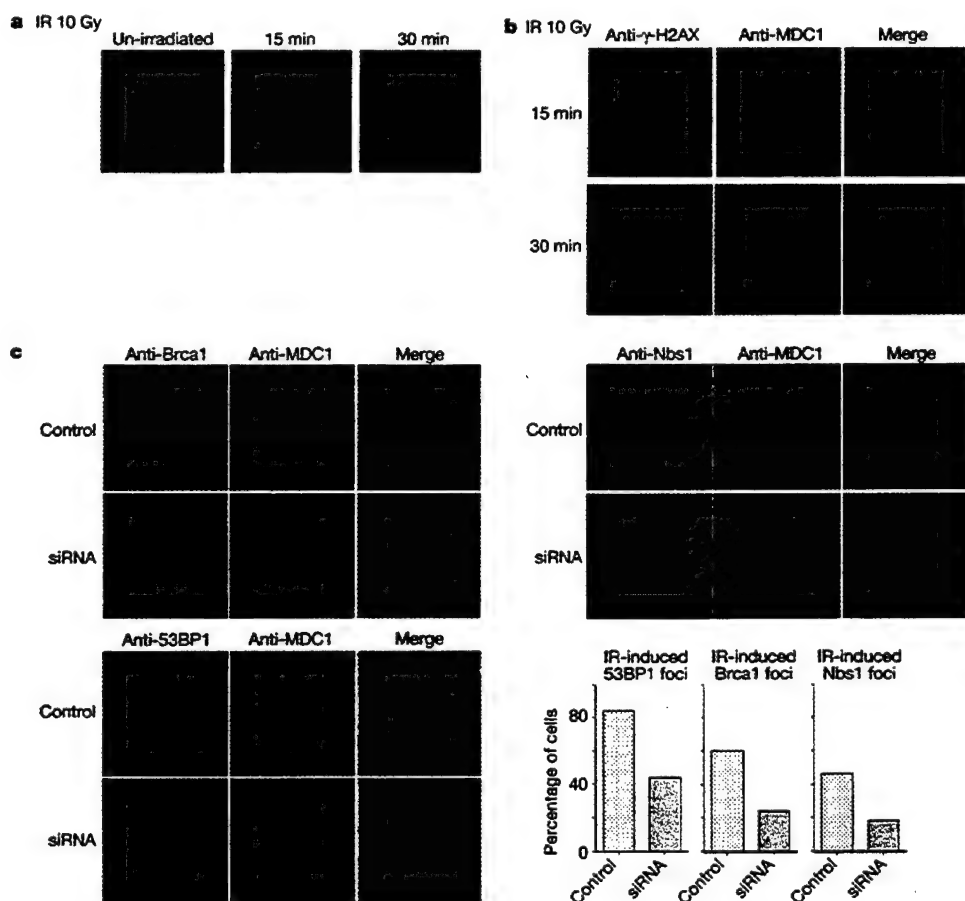 a IR 10 Gy
Un-irradiated 15 min 30 min
b IR 10 Gy
Anti-γ-H2AX Anti-MDC1 Merge
15 min
30 min
c
Anti-Brca1 Anti-MDC1 Merge
Control
siRNA
Anti-53BP1 Anti-MDC1 Merge
Control
siRNA
Anti-Nbs1 Anti-MDC1 Merge
Control
siRNA
IR-induced IR-induced IR-induced
53BP1 foci Brca1 foci Nbs1 foci
Percentage of cells
80
40
0
Control siRNA Control siRNA Control siRNA